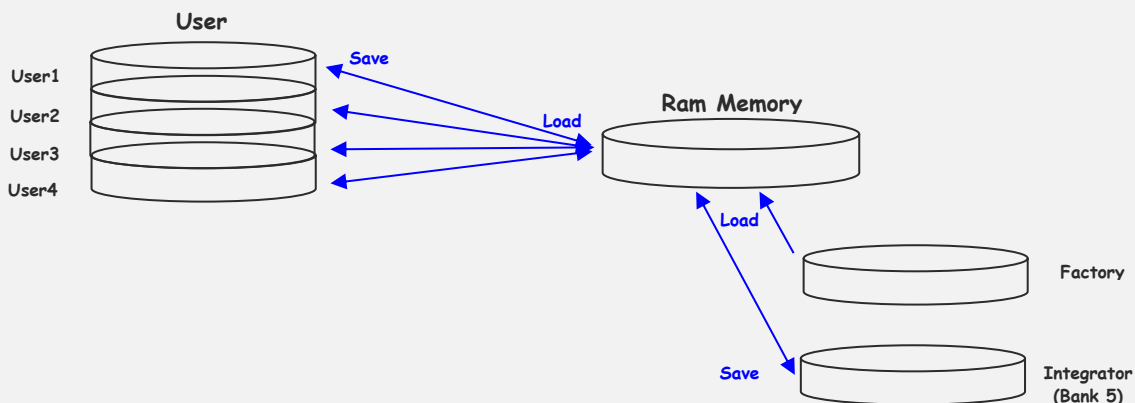 User
User1
Save
User2
Ram Memory
Load
User3
User4
Load
Factory
Save
Integrator
(Bank 5)